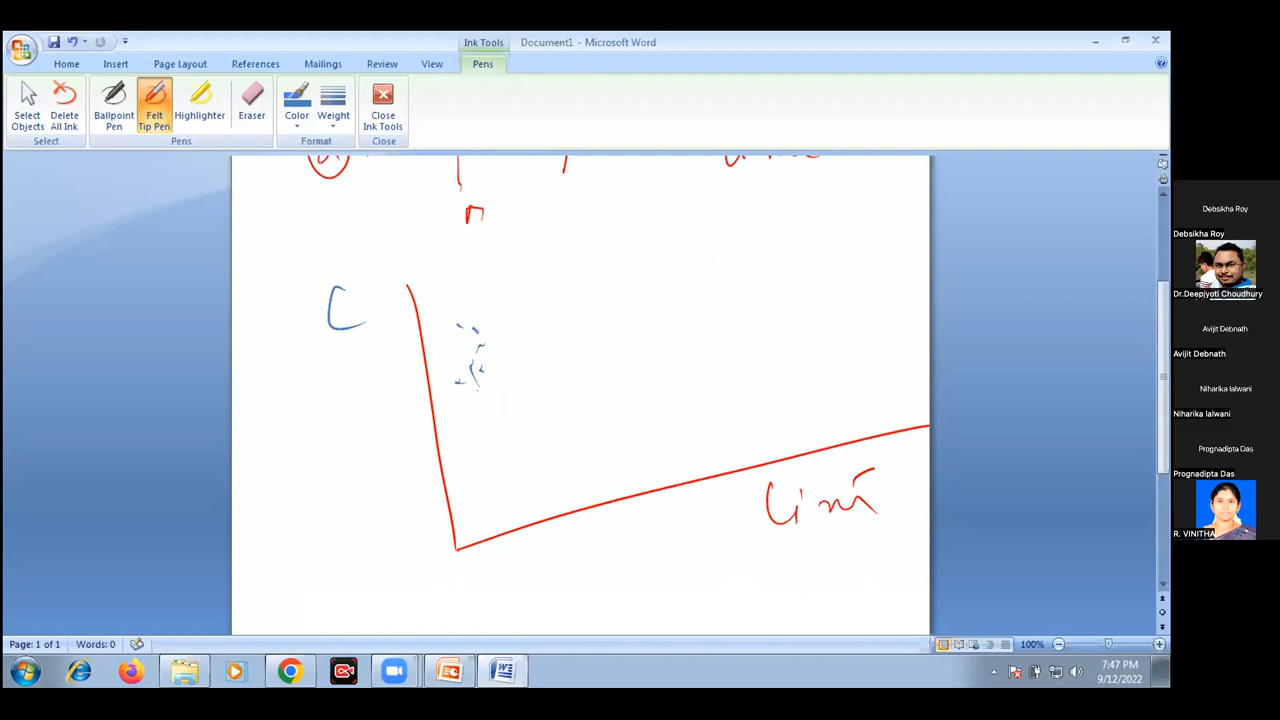 Ink Tools
Document1 - Microsoft Word
Home Insert Page Layout References Mailings Review View Pens
Select Objects
Delete All Ink
Ballpoint Pen
Felt Tip Pen
Highlighter
Eraser
Color
Weight
Close Ink Tools
Select Pens Format Close
n
C
Page: 1 of 1 Words: 0
100%
7:47 PM
9/12/2022
Debsikha Roy
Debsikha Roy
Dr.Deepjyoti Choudhury
Avijit Debnath
Avijit Debnath
Niharika lalwani
Niharika lalwani
Prognadipta Das
Prognadipta Das
R. VINITHA